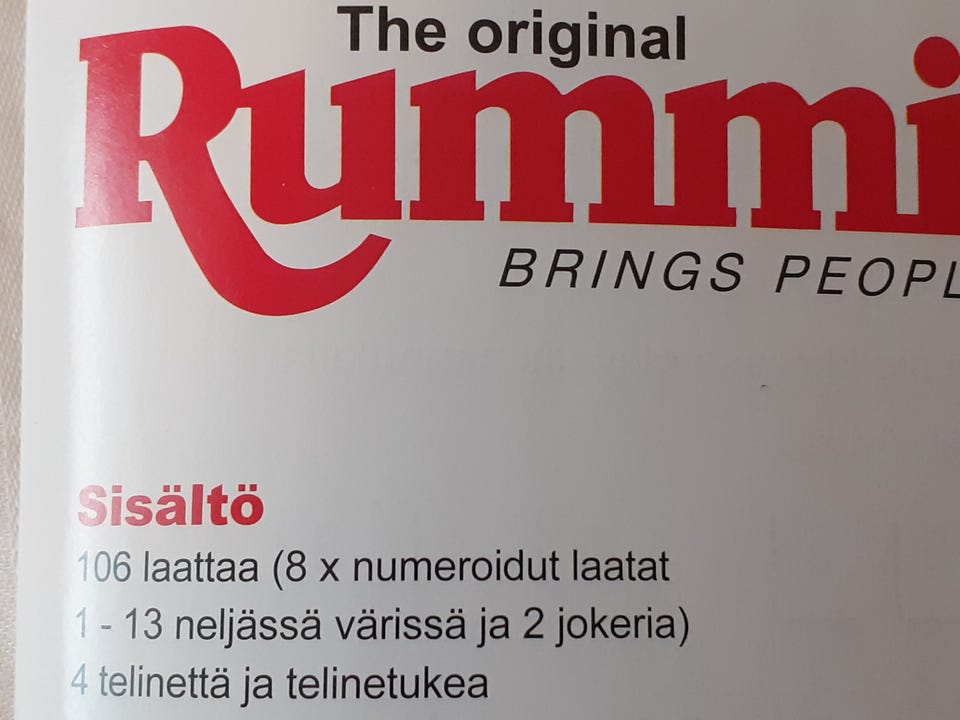 The original
Rummi
BRINGS PEOPL
Sisältö
106 laattaa (8 x numeroidut laatat
1 - 13 neljässä värissä ja 2 jokeria)
4 telinettä ja telinetukea